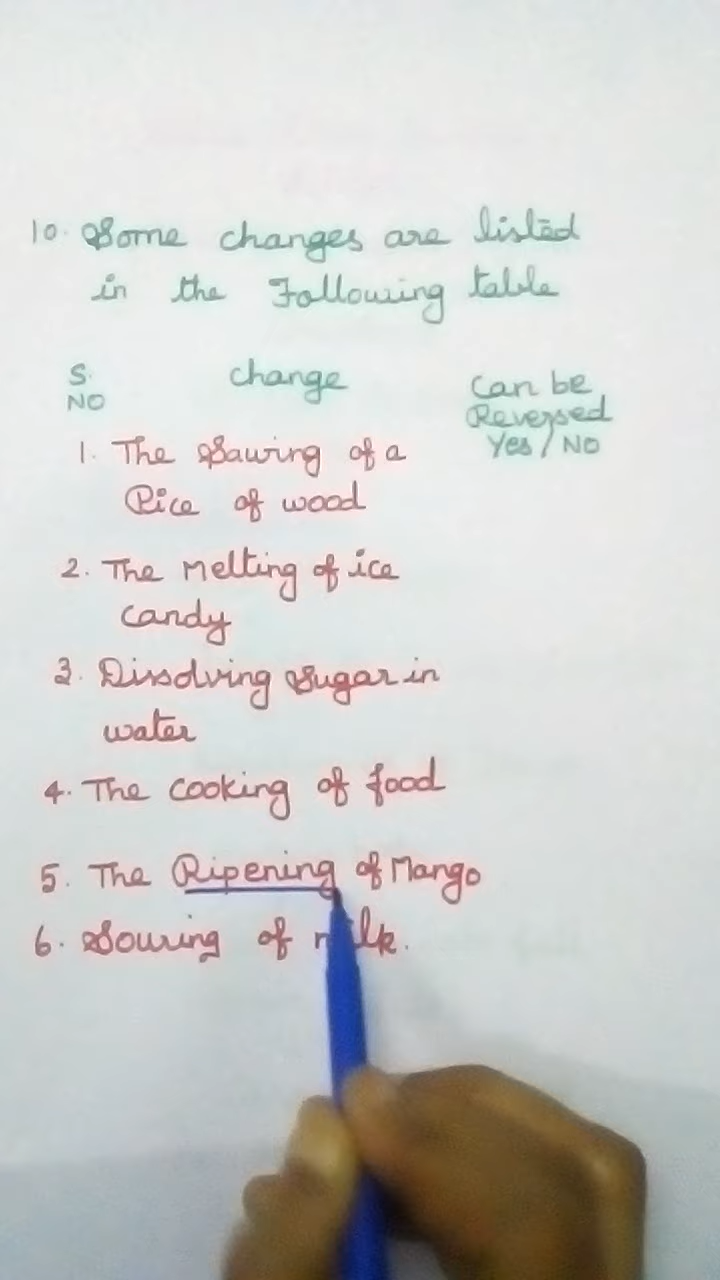 10. Some changes are listed
in the Following table
S. NO change Can be Reversed Yes / NO
1. The Sawing of a
Pice of wood
2. The Melting of ice
candy
3. Dissolving Sugar in
water
4. The cooking of food
5. The Ripening of Mango
6. Souring of milk.